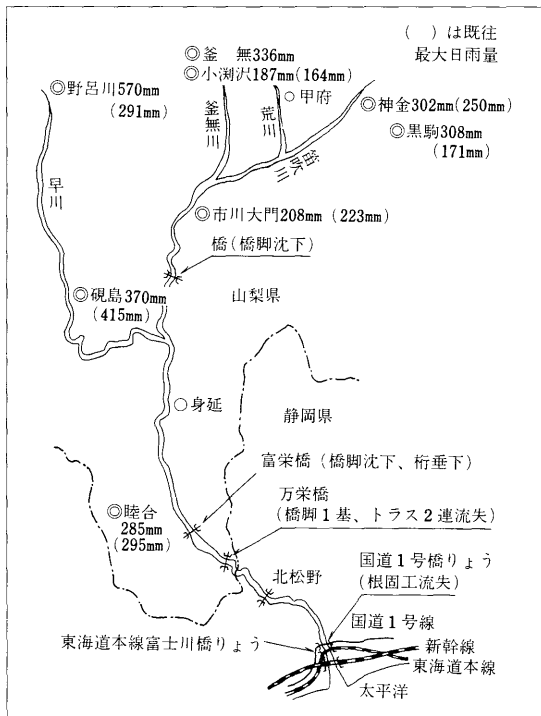 ( )は既往
最大日雨量
◎釜 無336mm
◎小渕沢187mm(164mm)
◎野呂川570mm
(291mm)
○甲府
◎神金302mm(250mm)
◎黒駒308mm
(171mm)
釜無川
荒川
笛吹川
早川
◎市川大門208mm(223mm)
橋(橋脚沈下)
◎硯島370mm
(415mm)
山梨県
○身延
静岡県
富栄橋(橋脚沈下、桁垂下)
万栄橋
(橋脚1基、トラス2連流失)
◎睦合
285mm
(295mm)
北松野
国道1号橋りょう
(根固工流失)
国道1号線
東海道本線富士川橋りょう
新幹線
東海道本線
太平洋